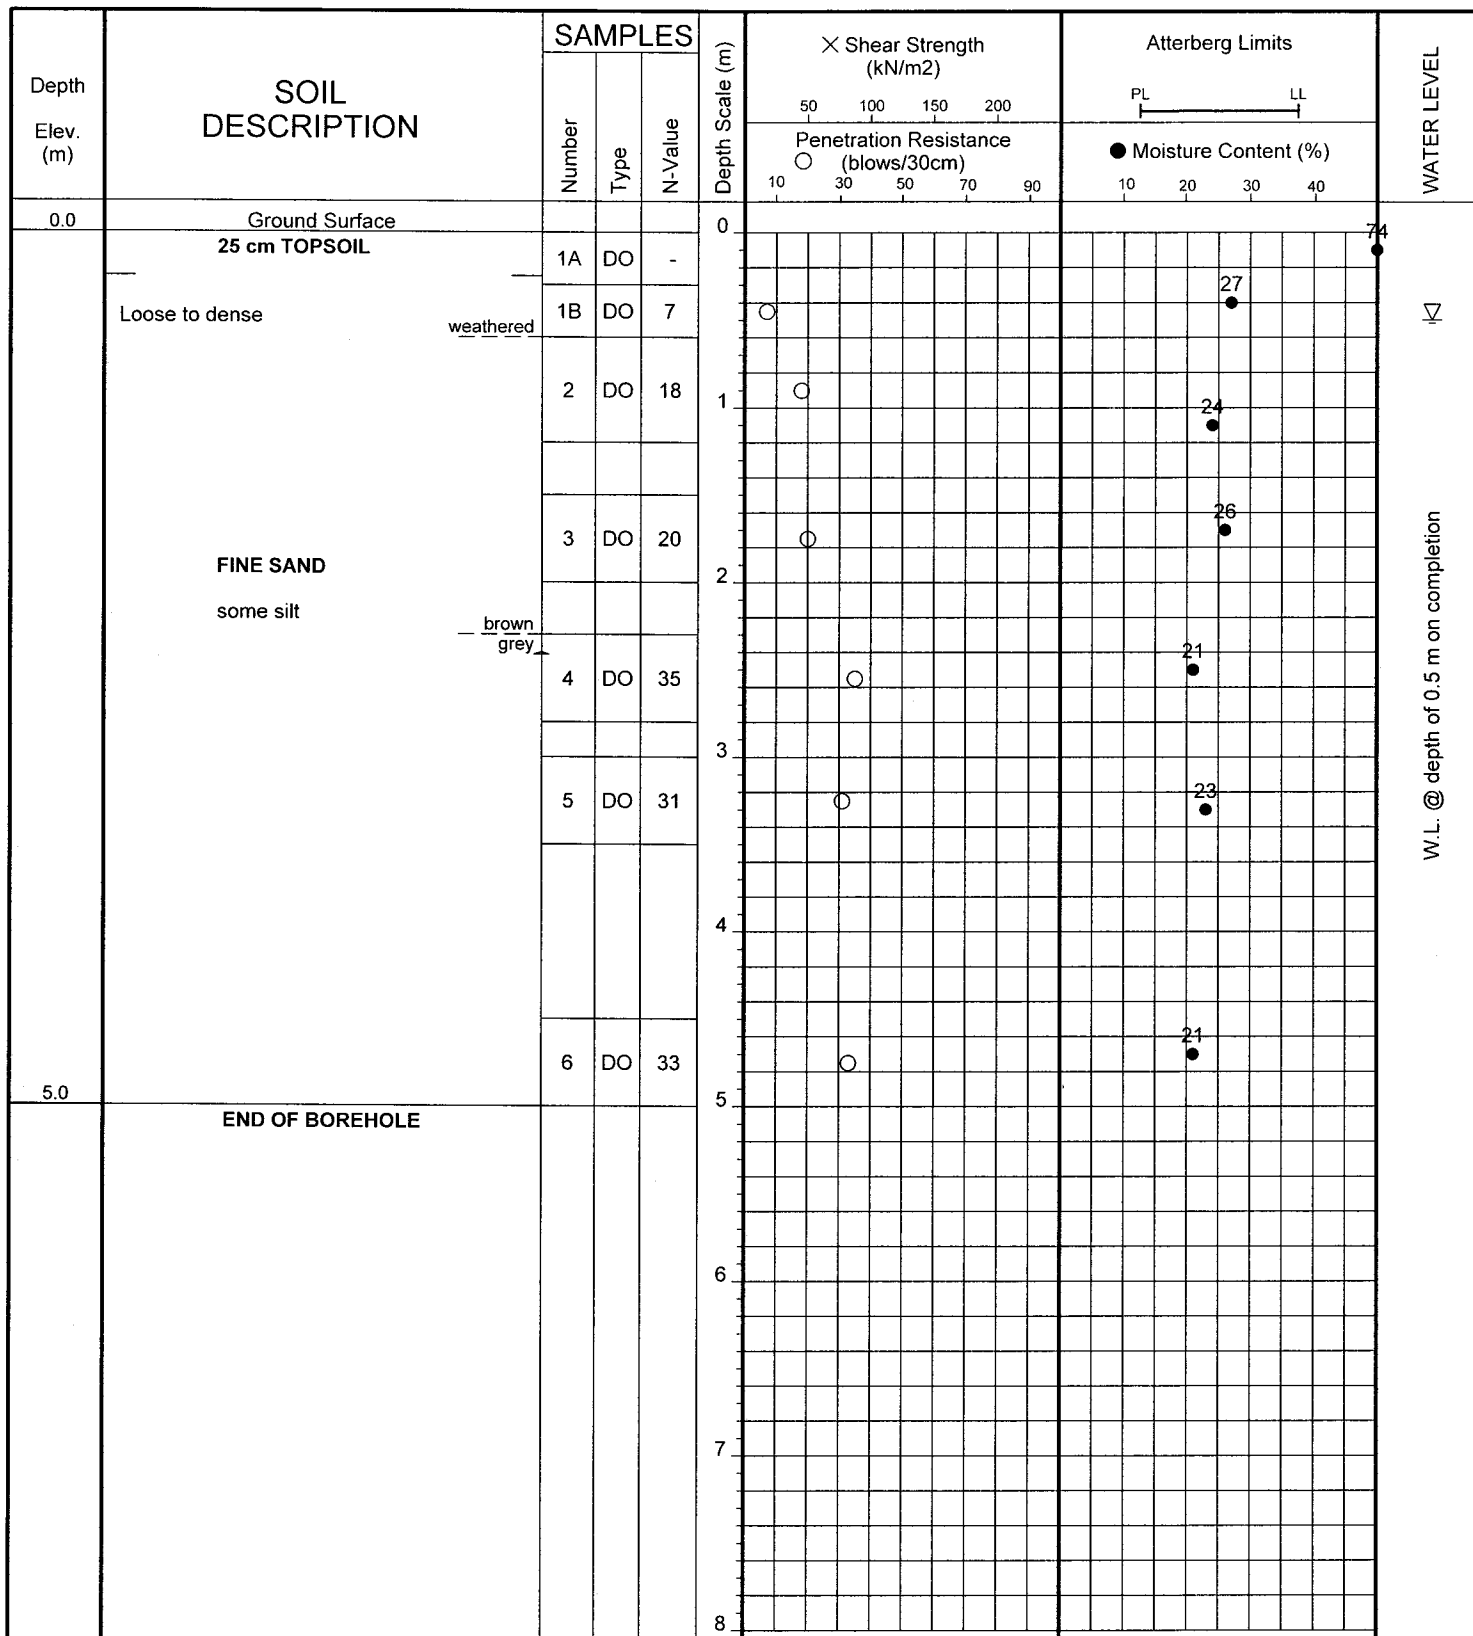 Depth
Elev.
(m)
SOIL
DESCRIPTION
SAMPLES
Number
Type
N-Value
Depth Scale (m)
× Shear Strength
(kN/m2)
50 100 150 200
Penetration Resistance
(blows/30cm)
10 30 50 70 90
Atterberg Limits
PL LL
Moisture Content (%)
10 20 30 40
WATER LEVEL
0.0 Ground Surface
25 cm TOPSOIL
1A DO -
Loose to dense
weathered
1B DO 7
2 DO 18
3 DO 20
FINE SAND
some silt
brown
grey
4 DO 35
5 DO 31
6 DO 33
5.0
END OF BOREHOLE
0
1
2
3
4
5
6
7
8
74
27
24
26
21
23
21
W.L. @ depth of 0.5 m on completion